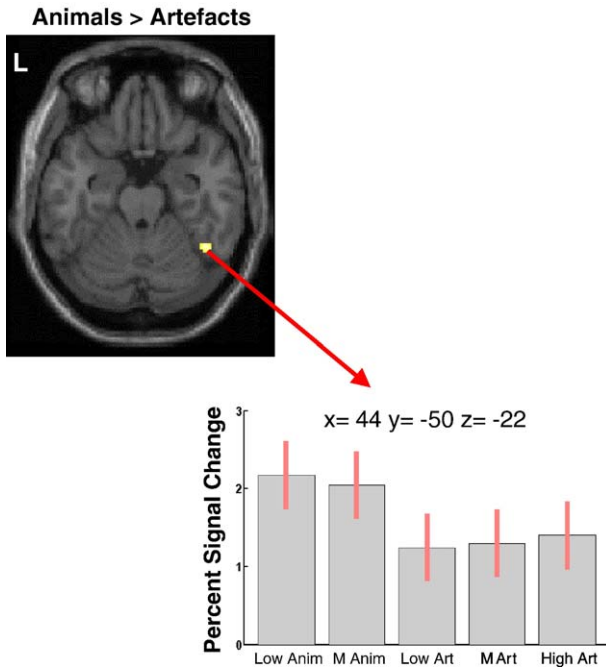 Animals > Artefacts
L
x= 44 y= -50 z= -22
Percent Signal Change
3
2
1
0
Low Anim M Anim Low Art M Art High Art